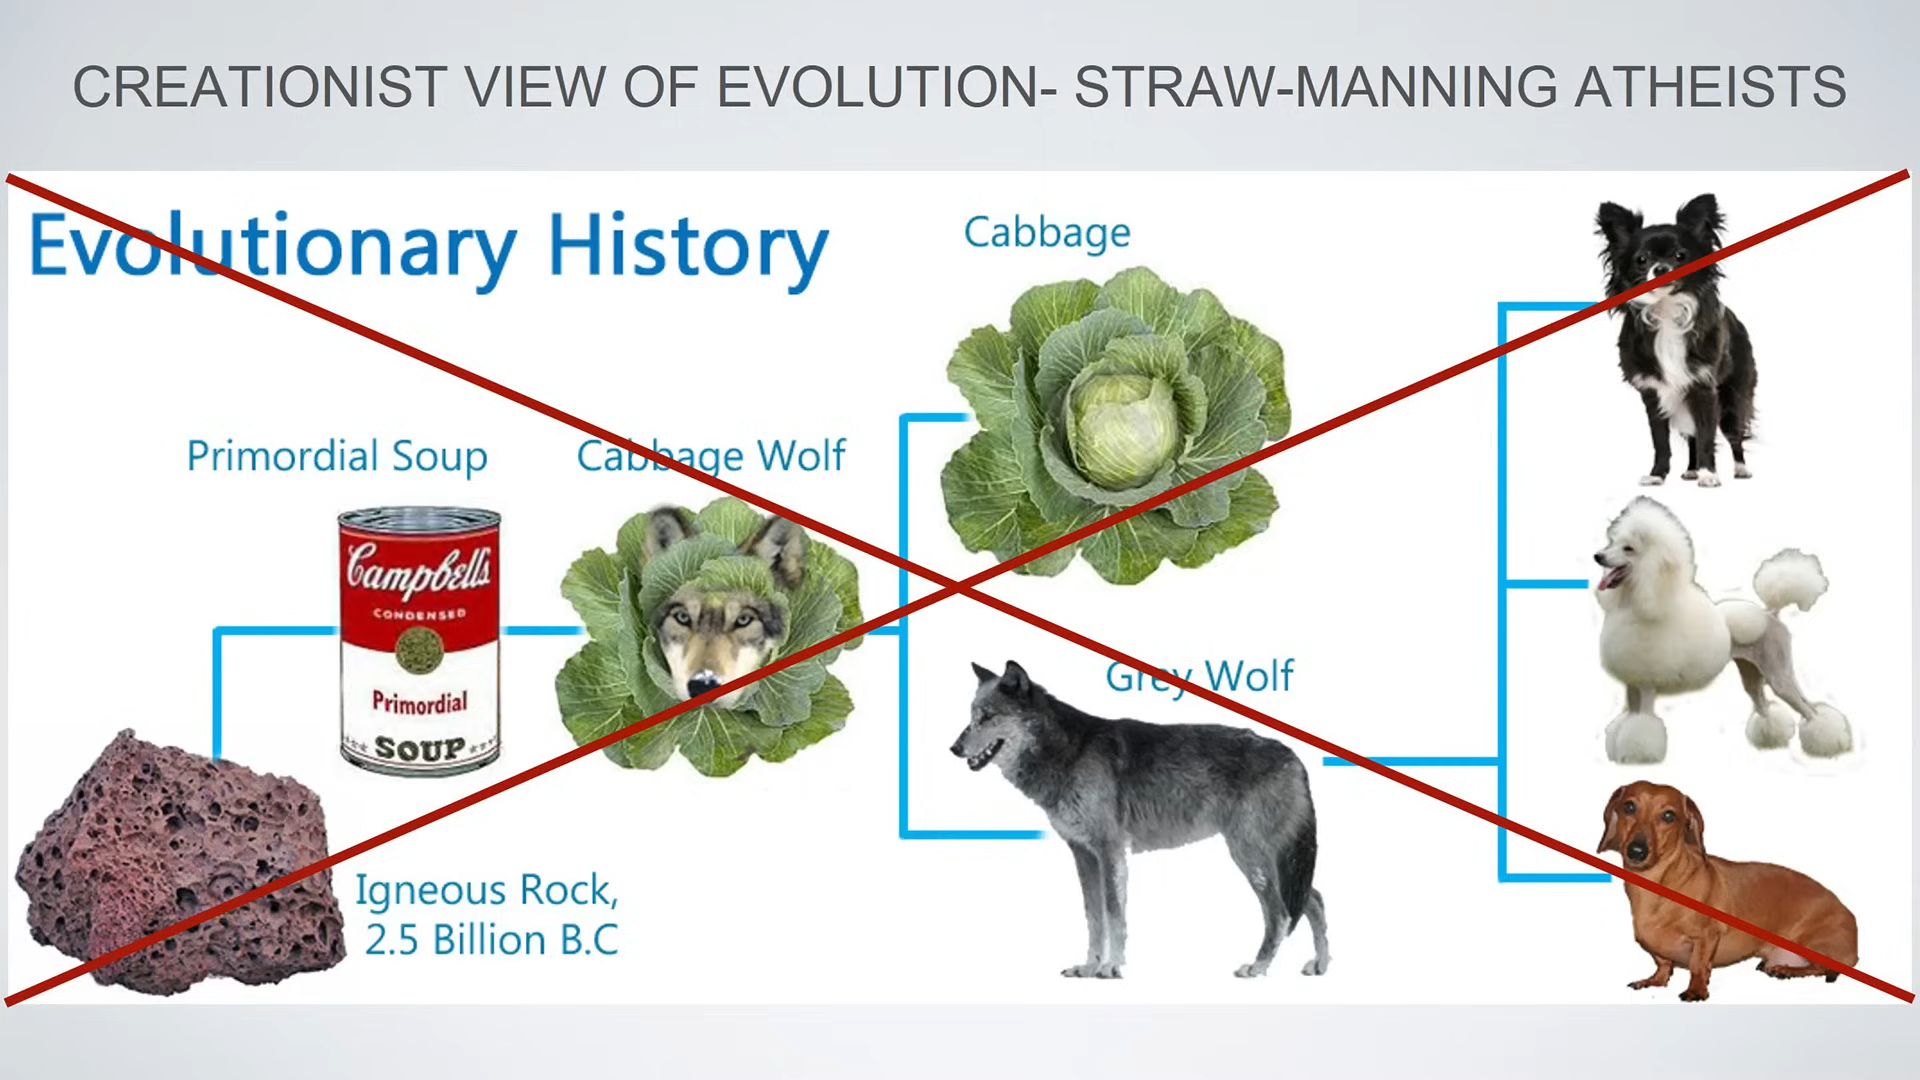 CREATIONIST VIEW OF EVOLUTION- STRAW-MANNING ATHEISTS
Evolutionary History
Cabbage
Primordial Soup
Cabbage Wolf
Campbell's
CONDENSED
Primordial
SOUP
Grey Wolf
Igneous Rock,
2.5 Billion B.C